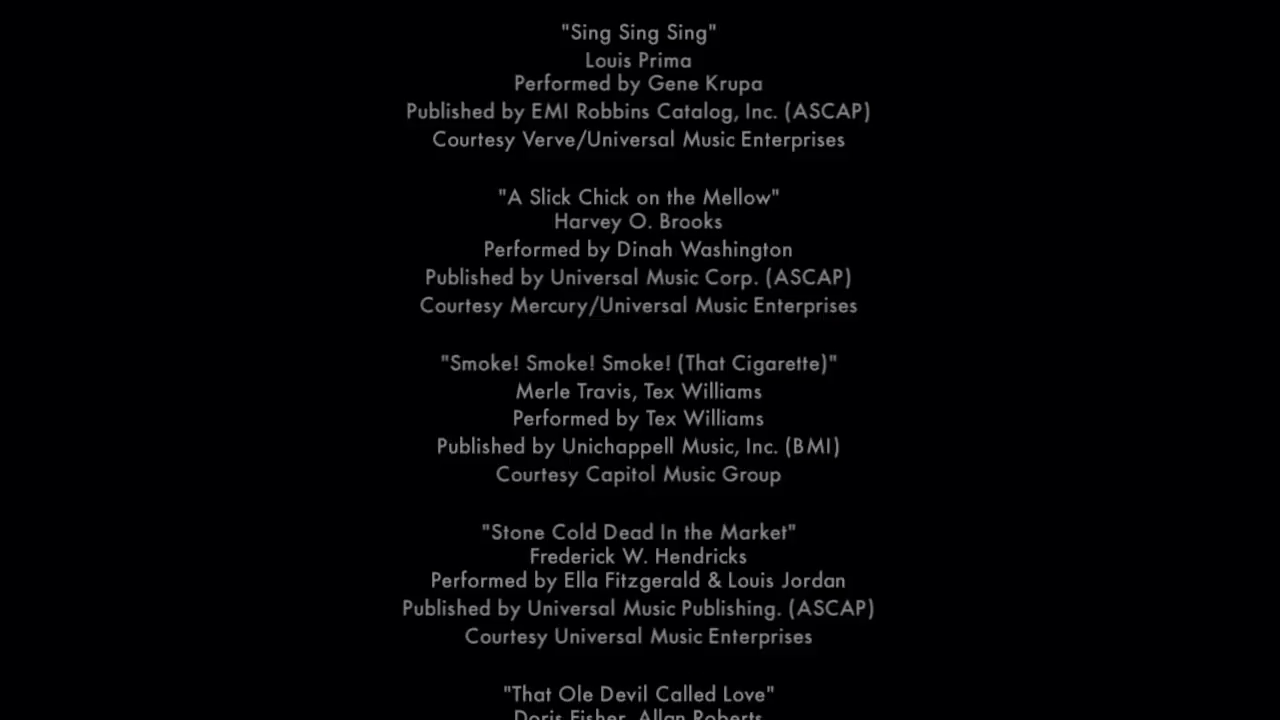 "Sing Sing Sing"
Louis Prima
Performed by Gene Krupa
Published by EMI Robbins Catalog, Inc. (ASCAP)
Courtesy Verve/Universal Music Enterprises
"A Slick Chick on the Mellow"
Harvey O. Brooks
Performed by Dinah Washington
Published by Universal Music Corp. (ASCAP)
Courtesy Mercury/Universal Music Enterprises
"Smoke! Smoke! Smoke! (That Cigarette)"
Merle Travis, Tex Williams
Performed by Tex Williams
Published by Unichappell Music, Inc. (BMI)
Courtesy Capitol Music Group
"Stone Cold Dead In the Market"
Frederick W. Hendricks
Performed by Ella Fitzgerald & Louis Jordan
Published by Universal Music Publishing. (ASCAP)
Courtesy Universal Music Enterprises
"That Ole Devil Called Love"
Doris Fisher, Allan Roberts